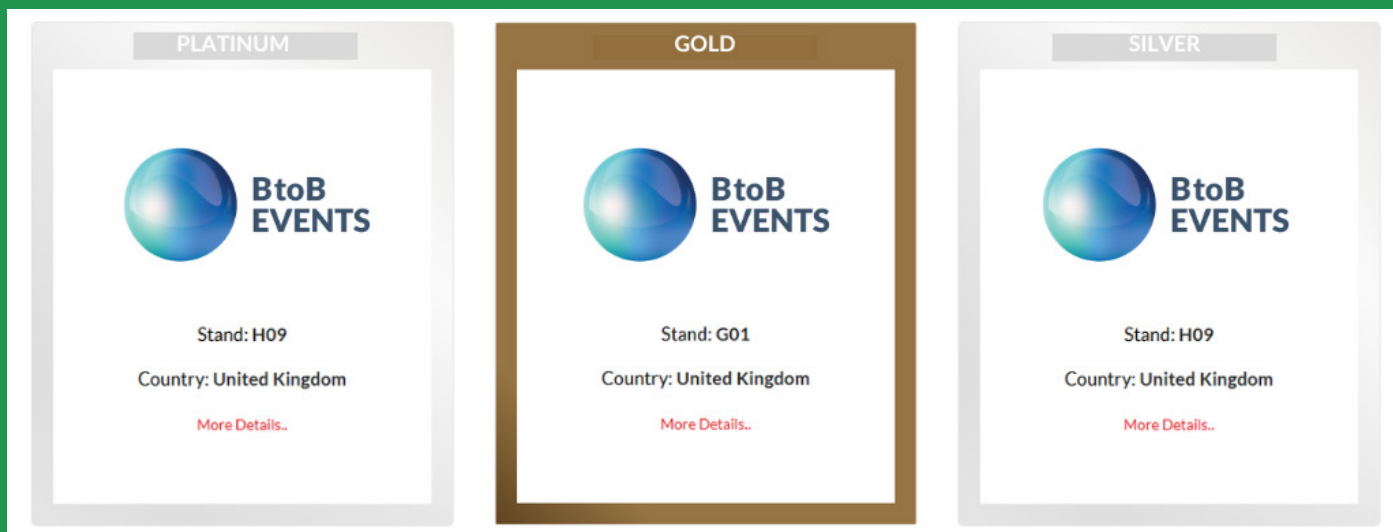 PLATINUM
BtoB
EVENTS
Stand: H09
Country: United Kingdom
More Details..
GOLD
BtoB
EVENTS
Stand: G01
Country: United Kingdom
More Details..
SILVER
BtoB
EVENTS
Stand: H09
Country: United Kingdom
More Details..